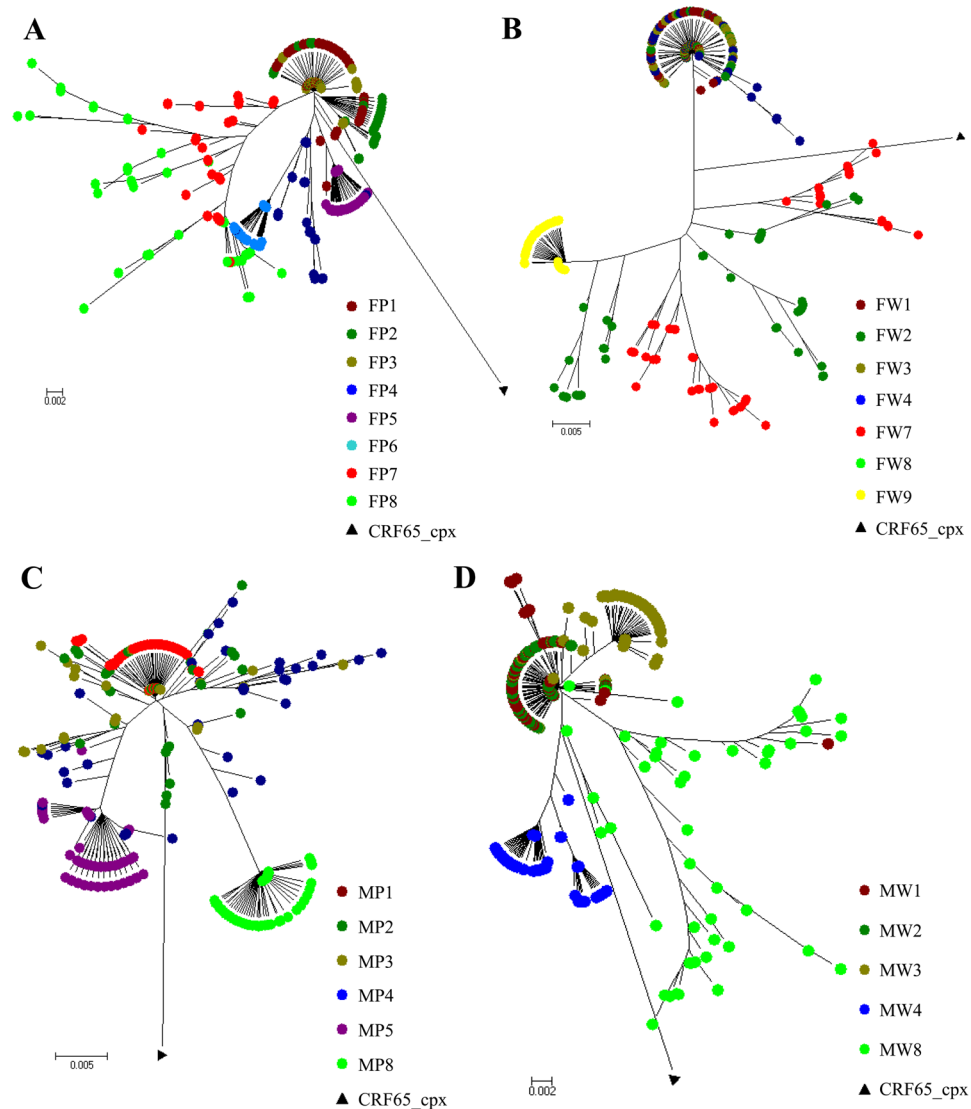 A
FP1
FP2
FP3
FP4
FP5
FP6
FP7
FP8
CRF65_cpx
0.002
B
FW1
FW2
FW3
FW4
FW7
FW8
FW9
CRF65_cpx
0.005
C
MP1
MP2
MP3
MP4
MP5
MP8
CRF65_cpx
0.005
D
MW1
MW2
MW3
MW4
MW8
CRF65_cpx
0.002